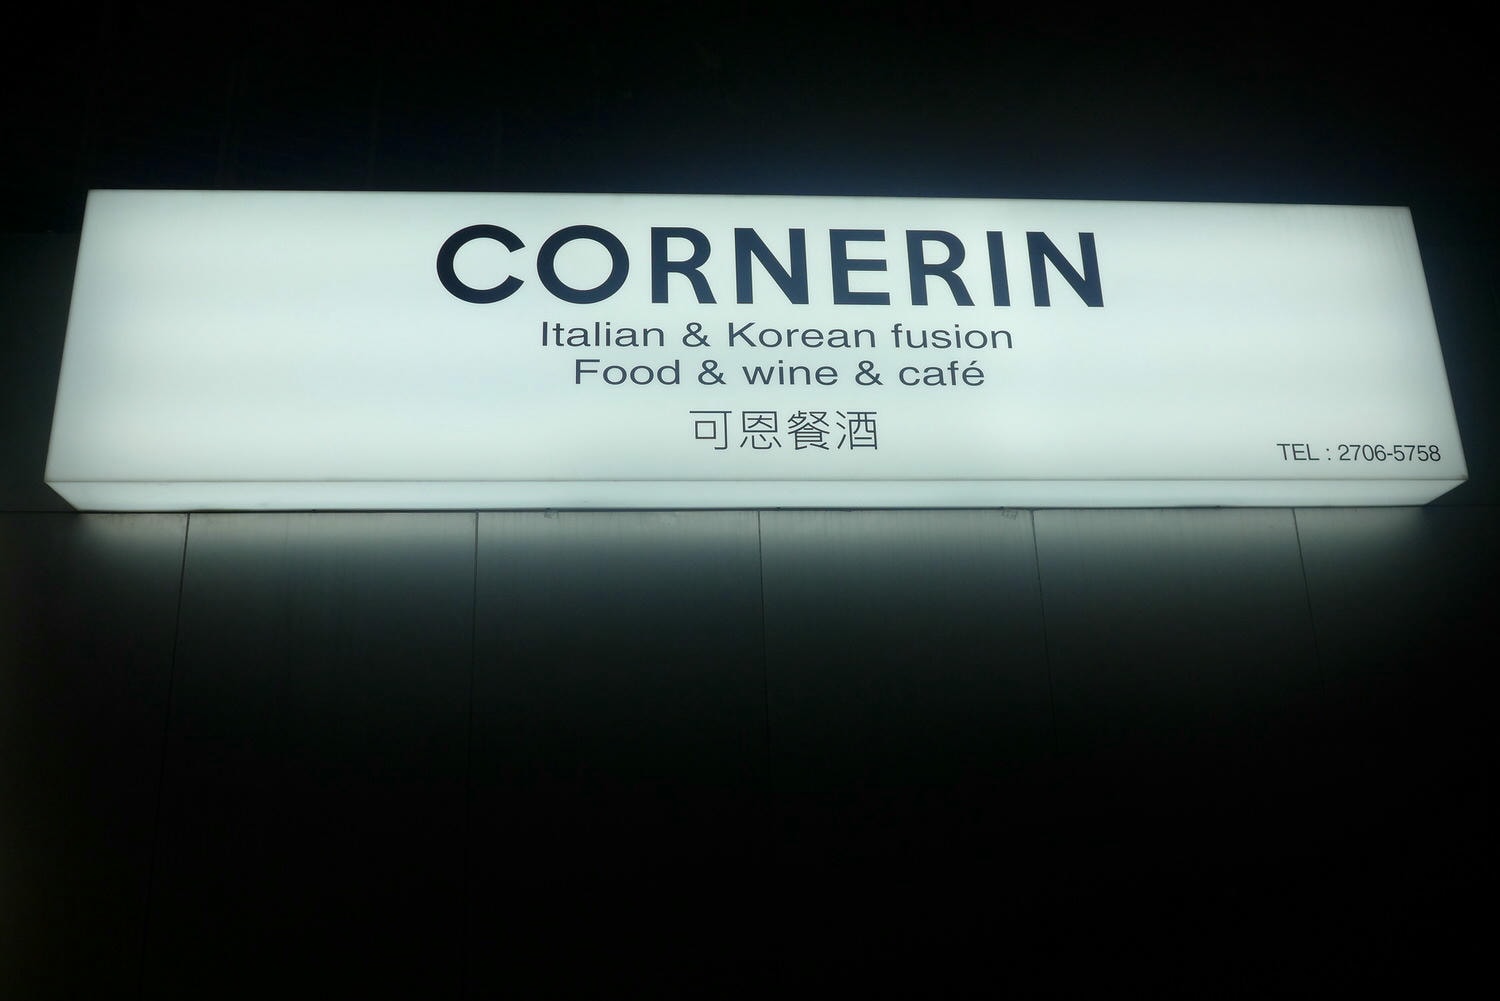 CORNERIN
Italian & Korean fusion
Food & wine & café
可恩餐酒
TEL : 2706-5758